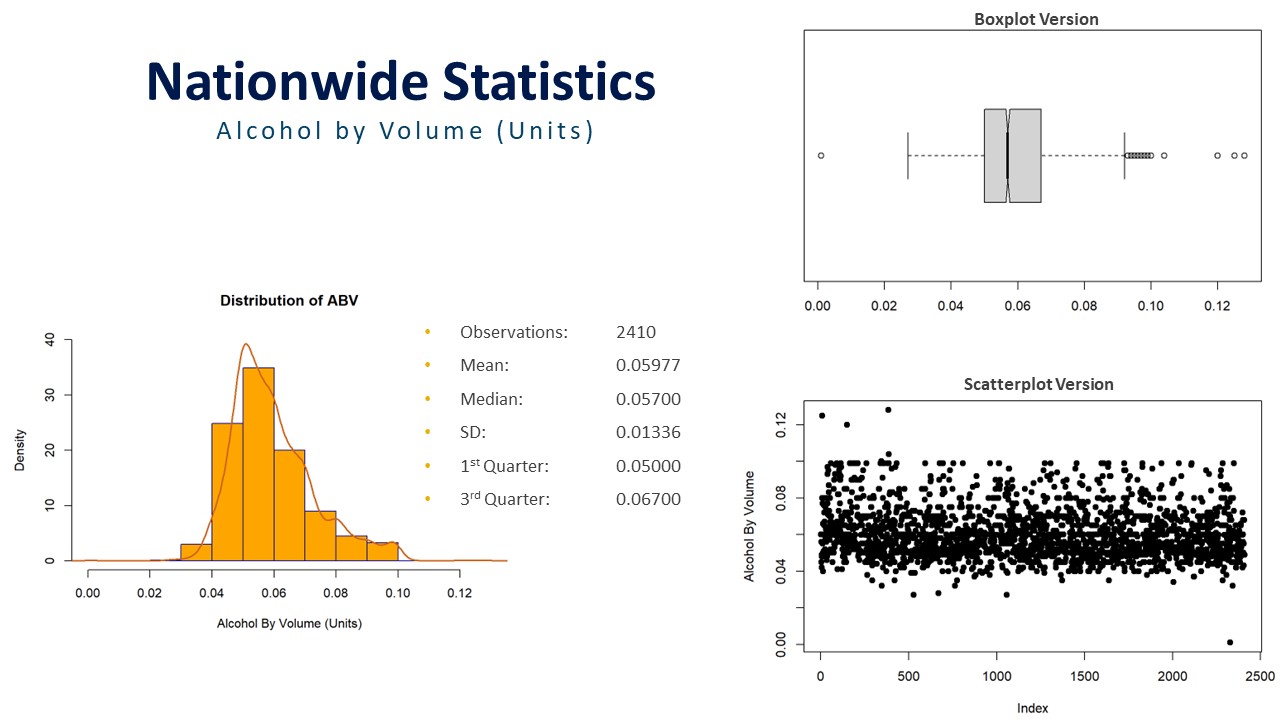 Nationwide Statistics
Alcohol by Volume (Units)
Boxplot Version
0.00 0.02 0.04 0.06 0.08 0.10 0.12
Distribution of ABV
Density
0 10 20 30 40
0.00 0.02 0.04 0.06 0.08 0.10 0.12
Alcohol By Volume (Units)
• Observations: 2410
• Mean: 0.05977
• Median: 0.05700
• SD: 0.01336
• 1st Quarter: 0.05000
• 3rd Quarter: 0.06700
Scatterplot Version
Alcohol By Volume
0.00 0.04 0.08 0.12
0 500 1000 1500 2000 2500
Index